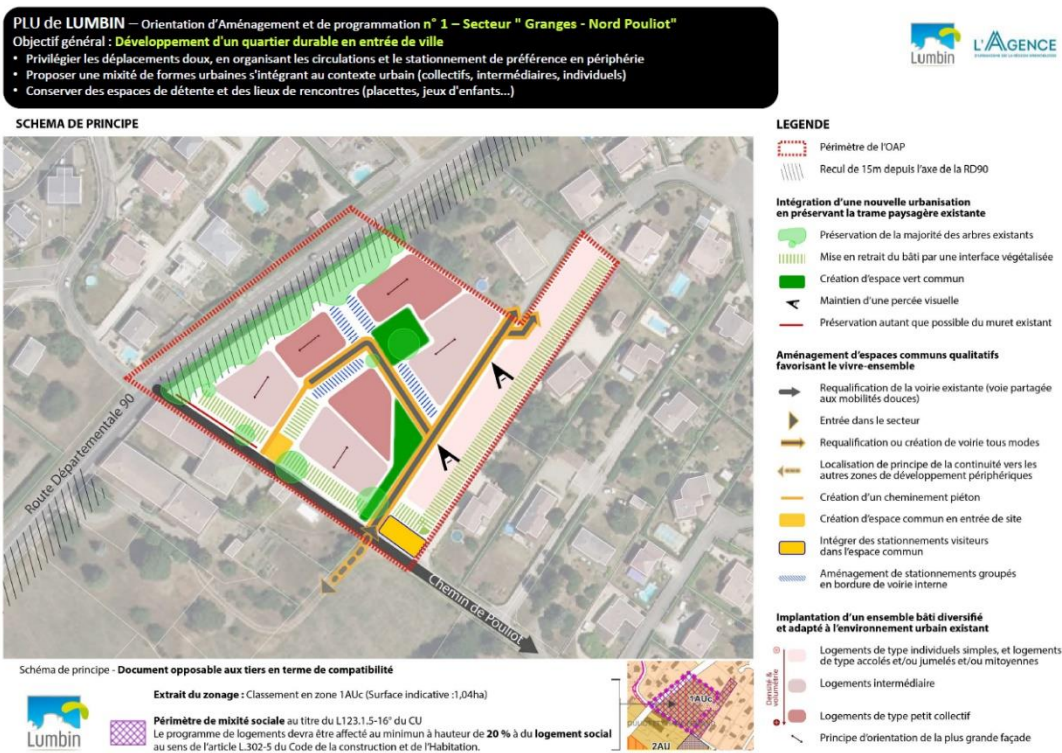 PLU de LUMBIN – Orientation d'Aménagement et de programmation n° 1 – Secteur " Granges - Nord Pouliot"
Objectif général : Développement d'un quartier durable en entrée de ville
• Privilégier les déplacements doux, en organisant les circulations et le stationnement de préférence en périphérie
• Proposer une mixité de formes urbaines s'intégrant au contexte urbain (collectifs, intermédiaires, individuels)
• Conserver des espaces de détente et des lieux de rencontres (placettes, jeux d'enfants...)
Lumbin
L'AGENCE
SCHEMA DE PRINCIPE
Route Départementale 90
Chemin de Pouliot
LEGENDE
Périmètre de l'OAP
Recul de 15m depuis l'axe de la RD90
Intégration d'une nouvelle urbanisation
en préservant la trame paysagère existante
Préservation de la majorité des arbres existants
Mise en retrait du bâti par une interface végétalisée
Création d'espace vert commun
Maintien d'une percée visuelle
Préservation autant que possible du muret existant
Aménagement d'espaces communs qualitatifs
favorisant le vivre-ensemble
Requalification de la voirie existante (voie partagée
aux mobilités douces)
Entrée dans le secteur
Requalification ou création de voirie tous modes
Localisation de principe de la continuité vers les
autres zones de développement périphériques
Création d'un cheminement piéton
Création d'espace commun en entrée de site
Intégrer des stationnements visiteurs
dans l'espace commun
Aménagement de stationnements groupés
en bordure de voirie interne
Implantation d'un ensemble bâti diversifié
et adapté à l'environnement urbain existant
Densité &
volumétrie
Logements de type individuels simples, et logements
de type accolés et/ou jumelés et/ou mitoyennes
Logements intermédiaire
Logements de type petit collectif
Principe d'orientation de la plus grande façade
Schéma de principe - Document opposable aux tiers en terme de compatibilité
Lumbin
Extrait du zonage : Classement en zone 1AUc (Surface indicative :1,04ha)
Périmètre de mixité sociale au titre du L123.1.5-16° du CU
Le programme de logements devra être affecté au minimun à hauteur de 20 % à du logement social
au sens de l'article L.302-5 du Code de la construction et de l'Habitation.
1AUc
2AU